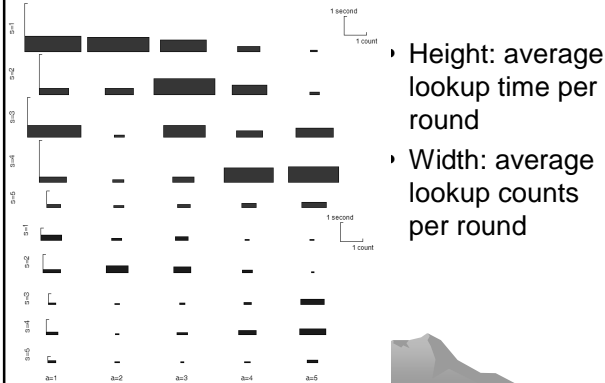 1 second
1 count
s=1
s=2
s=3
s=4
s=5
1 second
1 count
s=1
s=2
s=3
s=4
s=5
a=1 a=2 a=3 a=4 a=5
• Height: average
lookup time per
round
• Width: average
lookup counts
per round